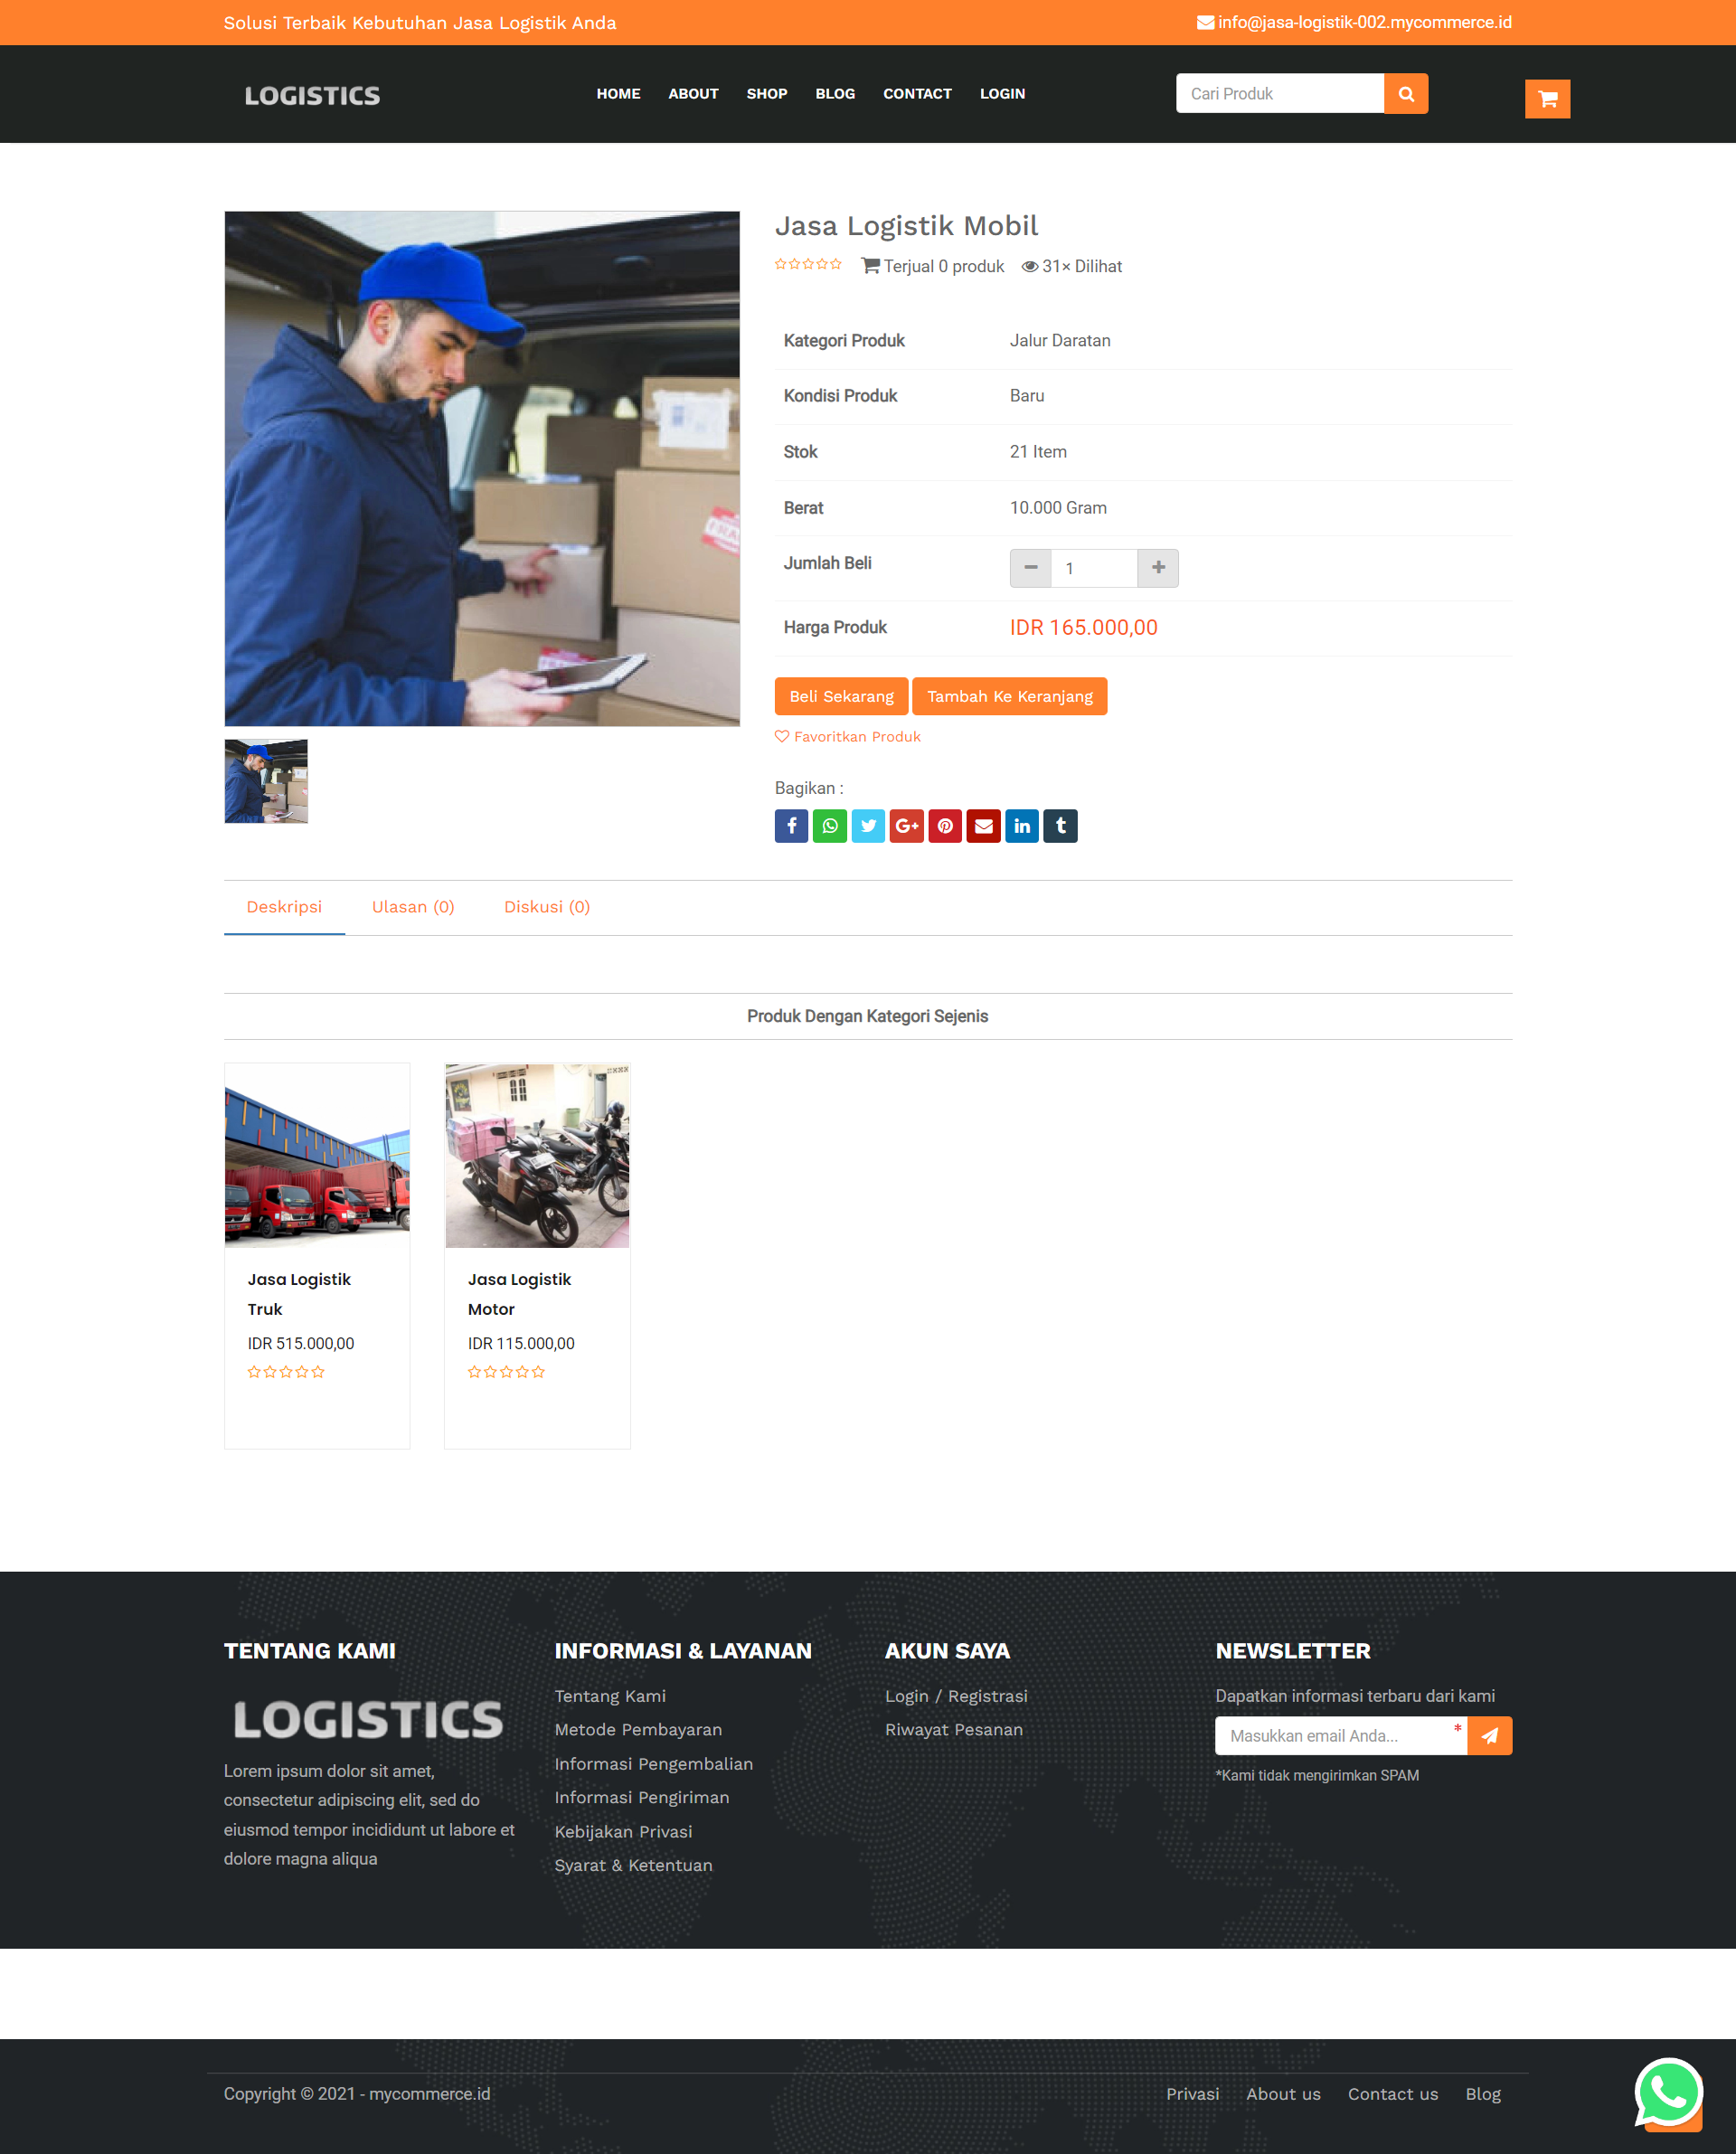 Solusi Terbaik Kebutuhan Jasa Logistik Anda
info@jasa-logistik-002.mycommerce.id
LOGISTICS
HOME ABOUT SHOP BLOG CONTACT LOGIN
Cari Produk
Jasa Logistik Mobil
Terjual 0 produk 31× Dilihat
Kategori Produk Jalur Daratan
Kondisi Produk Baru
Stok 21 Item
Berat 10.000 Gram
Jumlah Beli 1
Harga Produk IDR 165.000,00
Beli Sekarang Tambah Ke Keranjang
Favoritkan Produk
Bagikan :
Deskripsi Ulasan (0) Diskusi (0)
Produk Dengan Kategori Sejenis
Jasa Logistik
Truk
IDR 515.000,00
Jasa Logistik
Motor
IDR 115.000,00
TENTANG KAMI
LOGISTICS
Lorem ipsum dolor sit amet,
consectetur adipiscing elit, sed do
eiusmod tempor incididunt ut labore et
dolore magna aliqua
INFORMASI & LAYANAN
Tentang Kami
Metode Pembayaran
Informasi Pengembalian
Informasi Pengiriman
Kebijakan Privasi
Syarat & Ketentuan
AKUN SAYA
Login / Registrasi
Riwayat Pesanan
NEWSLETTER
Dapatkan informasi terbaru dari kami
Masukkan email Anda... *
*Kami tidak mengirimkan SPAM
Copyright © 2021 - mycommerce.id
Privasi About us Contact us Blog